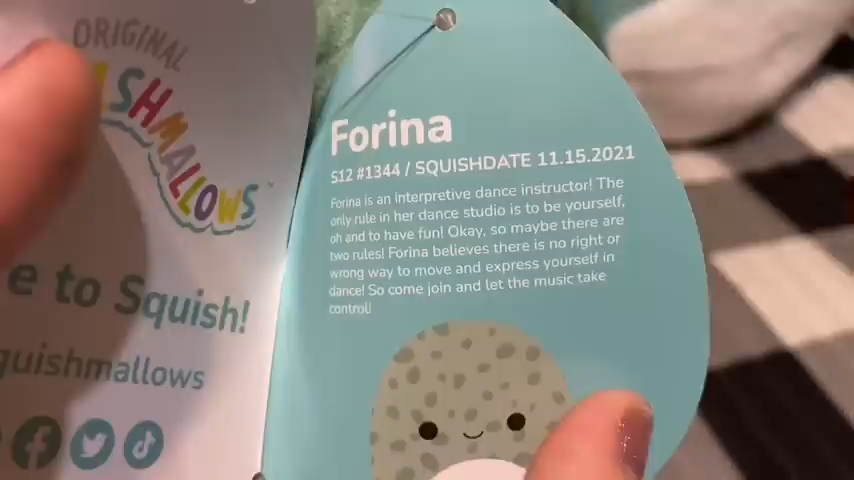 ORIGINAL
SHMALLOWS
e to Squish!
quishmallows
Forina
S12 #1344 / SQUISHDATE 11.15.2021
Forina is an interpretive dance instructor! The
only rule in her dance studio is to be yourself,
oh and to have fun! Okay, so maybe there are
two rules! Forina believes there is no right or
wrong way to move and express yourself in
dance! So come join and let the music take
control!